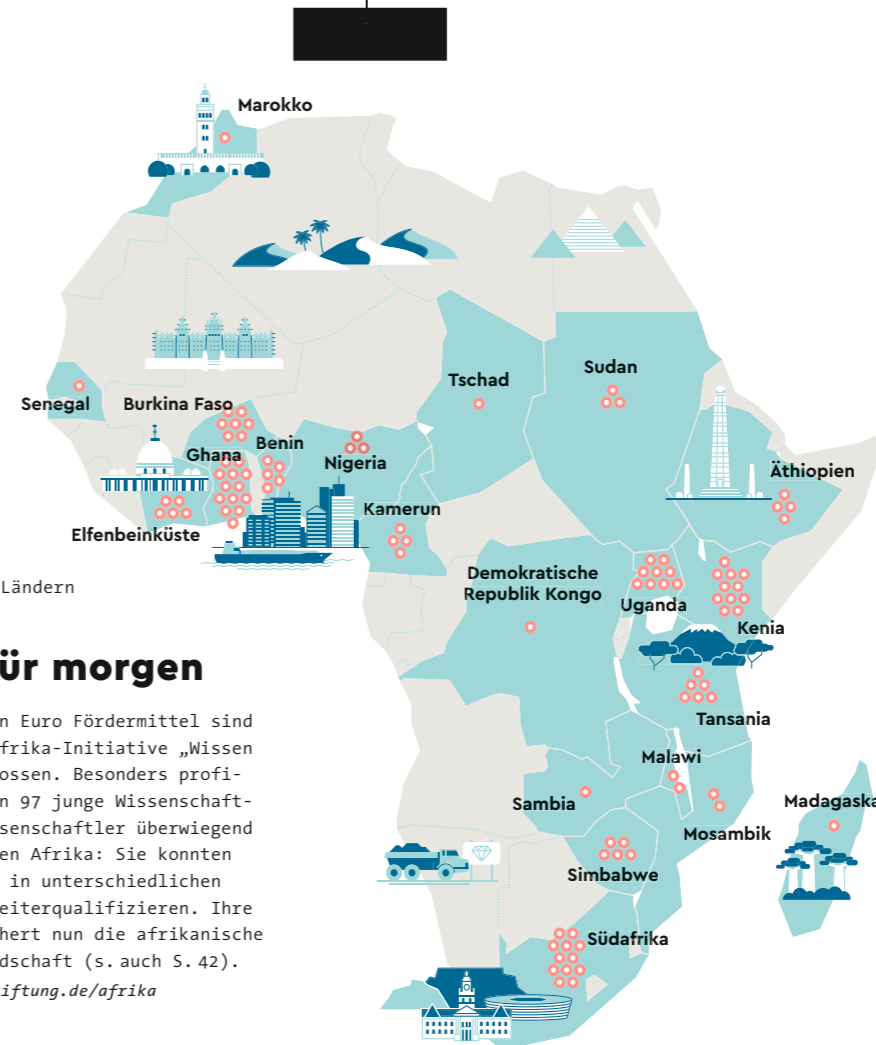 Marokko
Tschad
Sudan
Senegal
Burkina Faso
Benin
Ghana
Nigeria
Äthiopien
Kamerun
Elfenbeinküste
Demokratische
Republik Kongo
Uganda
Kenia
Tansania
Malawi
Sambia
Madagaska
Mosambik
Simbabwe
Südafrika
Ländern
ür morgen
n Euro Fördermittel sind
frika-Initiative „Wissen
ossen. Besonders profi-
n 97 junge Wissenschaft-
senschaftler überwiegend
en Afrika: Sie konnten
in unterschiedlichen
eiterqualifizieren. Ihre
hert nun die afrikanische
dschaft (s. auch S. 42).
iftung.de/afrika